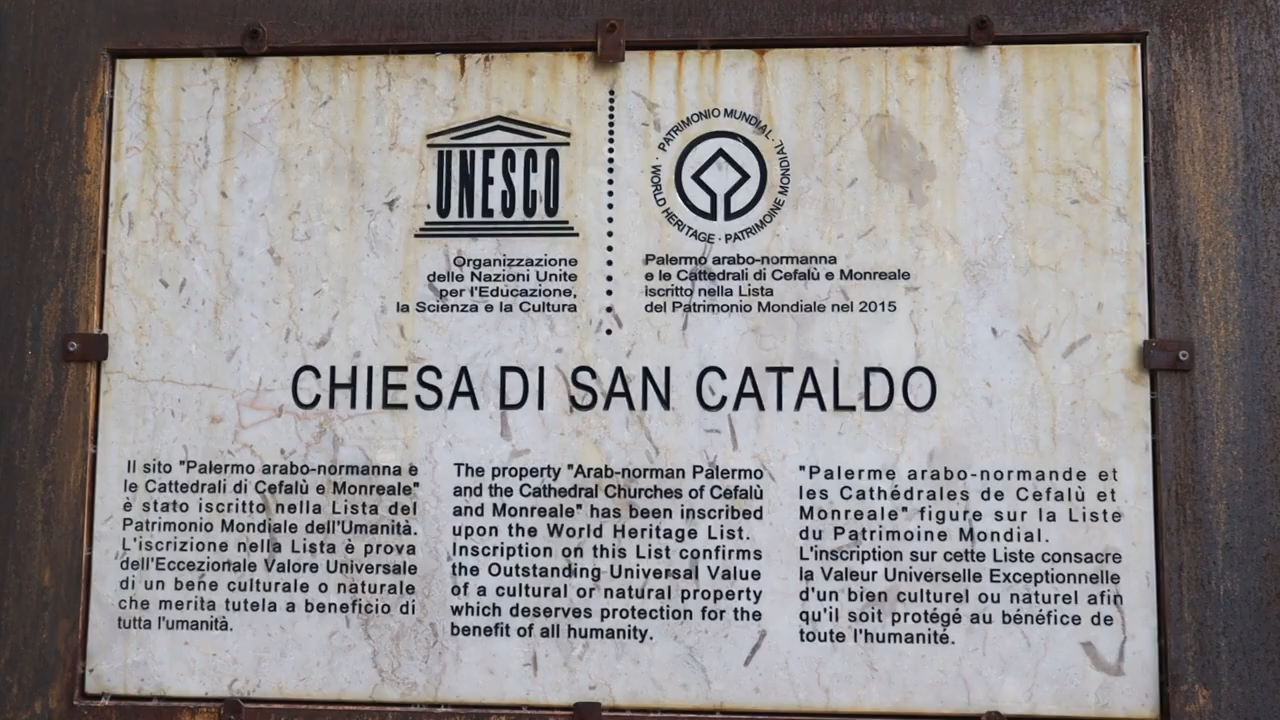 UNESCO
Organizzazione
delle Nazioni Unite
per l'Educazione,
la Scienza e la Cultura
PATRIMONIO MUNDIAL · WORLD HERITAGE · PATRIMOINE MONDIAL ·
Palermo arabo-normanna
e le Cattedrali di Cefalù e Monreale
iscritto nella Lista
del Patrimonio Mondiale nel 2015
CHIESA DI SAN CATALDO
Il sito "Palermo arabo-normanna e
le Cattedrali di Cefalù e Monreale"
è stato iscritto nella Lista del
Patrimonio Mondiale dell'Umanità.
L'iscrizione nella Lista è prova
dell'Eccezionale Valore Universale
di un bene culturale o naturale
che merita tutela a beneficio di
tutta l'umanità.
The property "Arab-norman Palermo
and the Cathedral Churches of Cefalù
and Monreale" has been inscribed
upon the World Heritage List.
Inscription on this List confirms
the Outstanding Universal Value
of a cultural or natural property
which deserves protection for the
benefit of all humanity.
"Palerme arabo-normande et
les Cathédrales de Cefalù et
Monreale" figure sur la Liste
du Patrimoine Mondial.
L'inscription sur cette Liste consacre
la Valeur Universelle Exceptionnelle
d'un bien culturel ou naturel afin
qu'il soit protégé au bénéfice de
toute l'humanité.